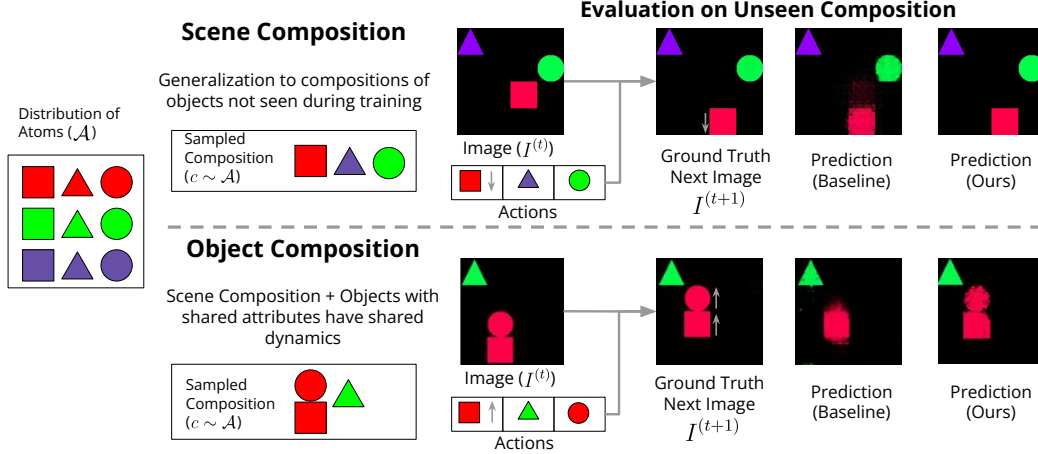 Evaluation on Unseen Composition
Scene Composition
Generalization to compositions of
objects not seen during training
Distribution of
Atoms (𝒜)
Sampled
Composition
(c ∼ 𝒜)
Image (I^{(t)})
Actions
Ground Truth
Next Image
I^{(t+1)}
Prediction
(Baseline)
Prediction
(Ours)
Object Composition
Scene Composition + Objects with
shared attributes have shared
dynamics
Sampled
Composition
(c ∼ 𝒜)
Image (I^{(t)})
Actions
Ground Truth
Next Image
I^{(t+1)}
Prediction
(Baseline)
Prediction
(Ours)